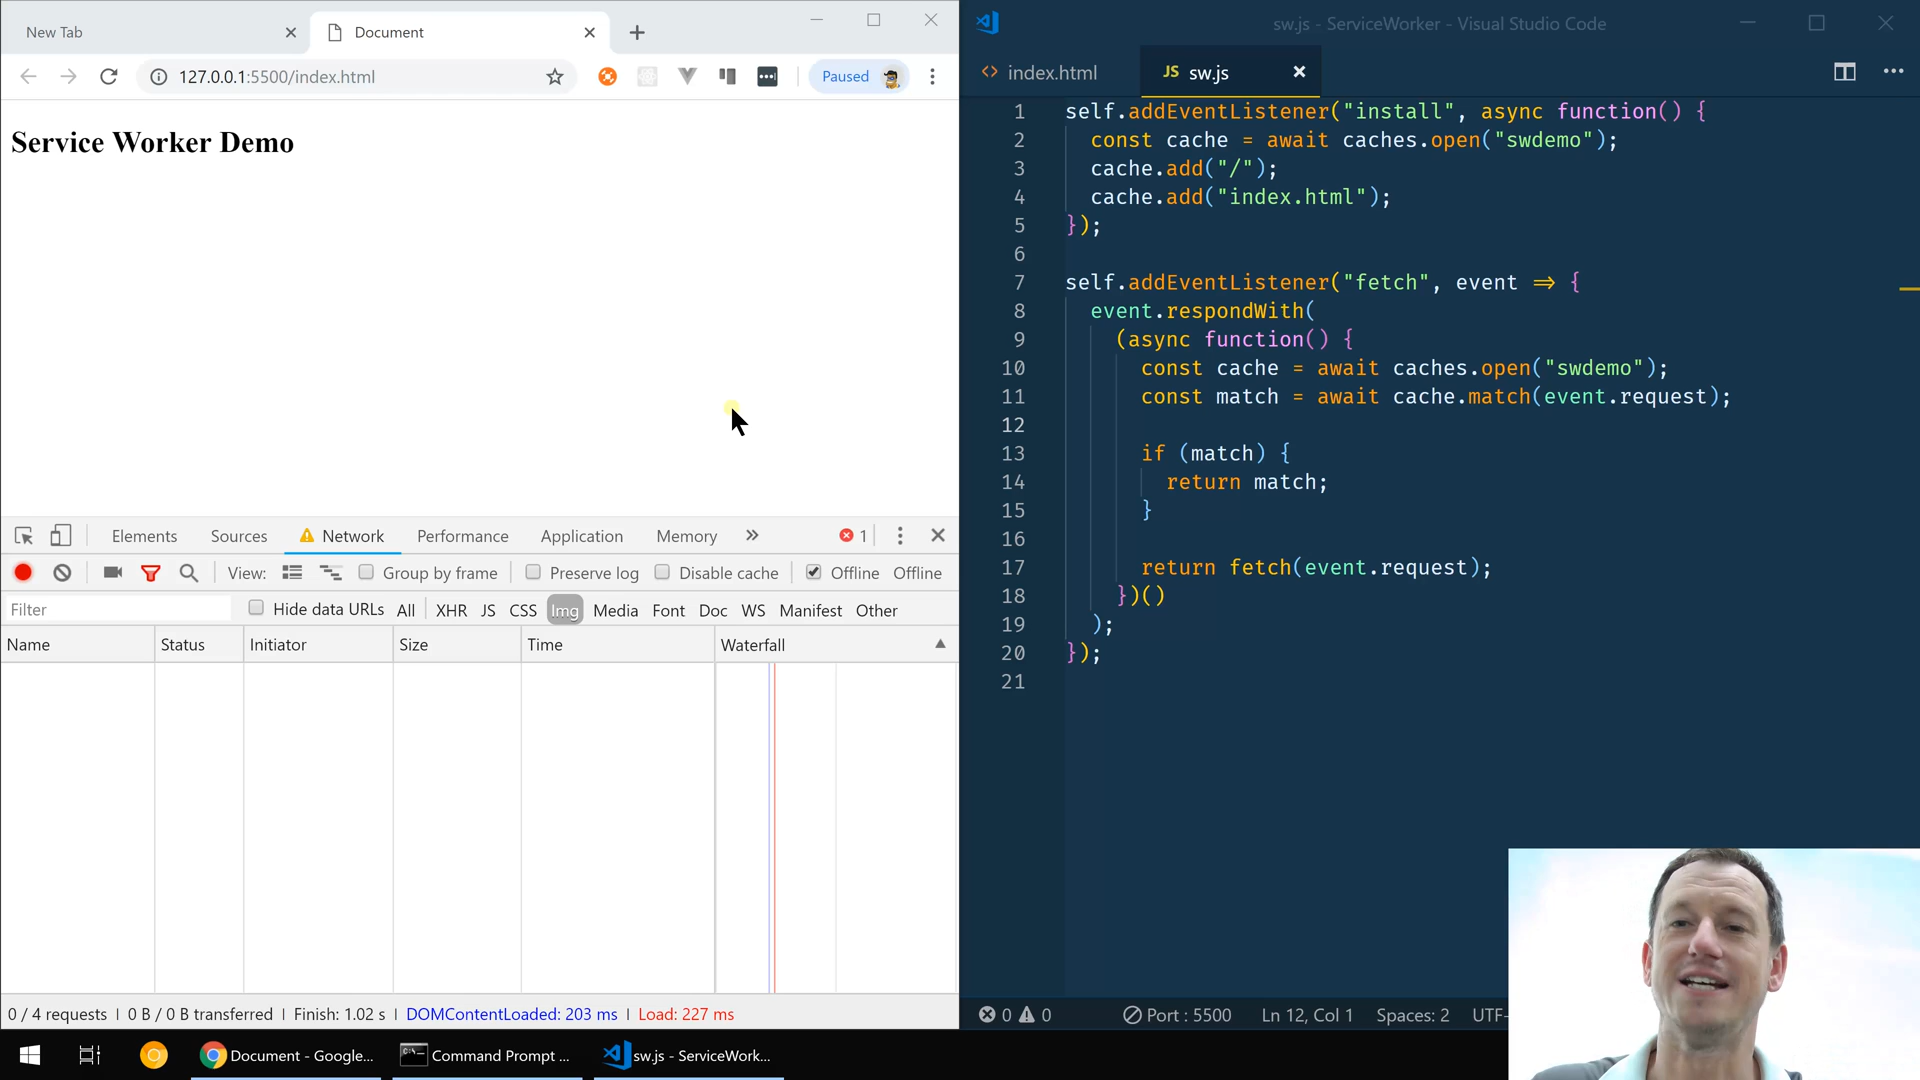 New Tab
Document
127.0.0.1:5500/index.html
Paused
Service Worker Demo
Elements
Sources
Network
Performance
Application
Memory
1
View:
Group by frame
Preserve log
Disable cache
Offline
Offline
Filter
Hide data URLs
All
XHR
JS
CSS
Img
Media
Font
Doc
WS
Manifest
Other
Name
Status
Initiator
Size
Time
Waterfall
0 / 4 requests | 0 B / 0 B transferred | Finish: 1.02 s | DOMContentLoaded: 203 ms | Load: 227 ms
Document - Google...
Command Prompt ...
sw.js - ServiceWork...
sw.js - ServiceWorker - Visual Studio Code
<> index.html
JS sw.js
1 self.addEventListener("install", async function() {
2 const cache = await caches.open("swdemo");
3 cache.add("/");
4 cache.add("index.html");
5 });
6
7 self.addEventListener("fetch", event => {
8 event.respondWith(
9 (async function() {
10 const cache = await caches.open("swdemo");
11 const match = await cache.match(event.request);
12
13 if (match) {
14 return match;
15 }
16
17 return fetch(event.request);
18 })()
19 );
20 });
21
0 0
Port : 5500
Ln 12, Col 1
Spaces: 2
UTF-